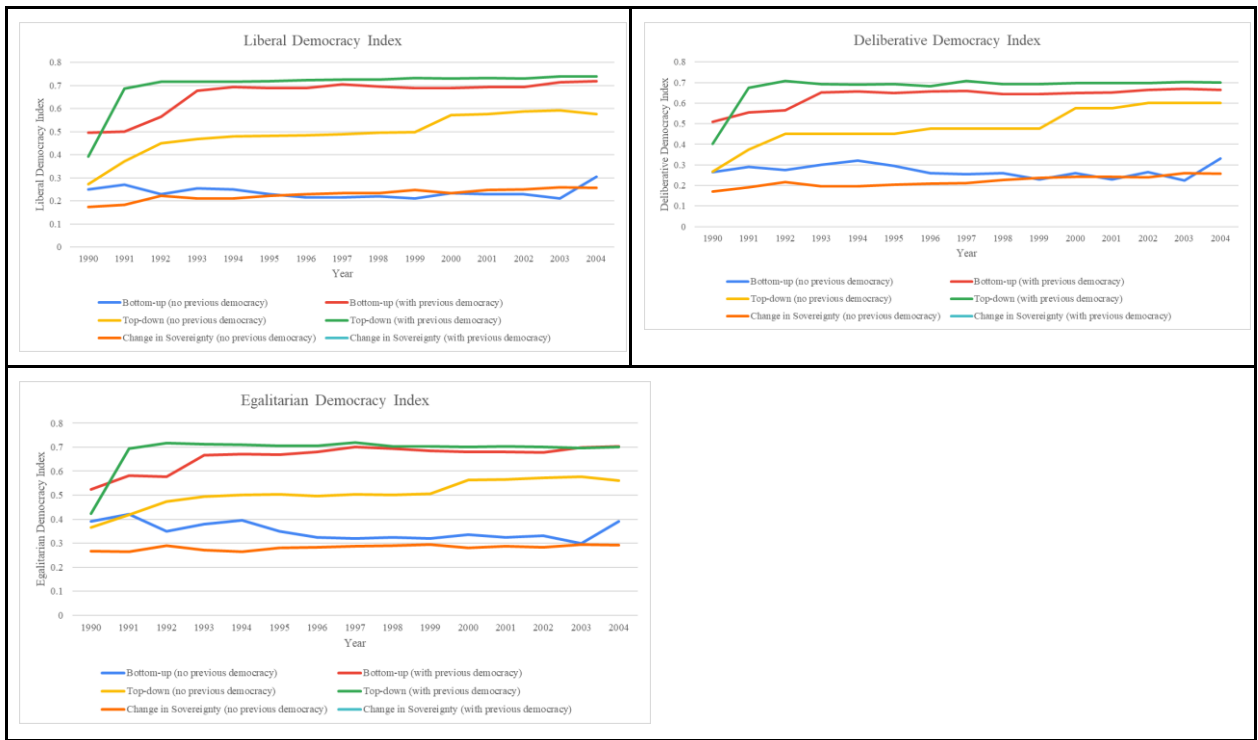 Liberal Democracy Index
0.8
0.7
0.6
0.5
0.4
0.3
0.2
0.1
0
Liberal Democracy Index
1990 1991 1992 1993 1994 1995 1996 1997 1998 1999 2000 2001 2002 2003 2004
Year
Bottom-up (no previous democracy) Bottom-up (with previous democracy)
Top-down (no previous democracy) Top-down (with previous democracy)
Change in Sovereignty (no previous democracy) Change in Sovereignty (with previous democracy)
Deliberative Democracy Index
0.8
0.7
0.6
0.5
0.4
0.3
0.2
0.1
0
Deliberative Democracy Index
1990 1991 1992 1993 1994 1995 1996 1997 1998 1999 2000 2001 2002 2003 2004
Year
Bottom-up (no previous democracy) Bottom-up (with previous democracy)
Top-down (no previous democracy) Top-down (with previous democracy)
Change in Sovereignty (no previous democracy) Change in Sovereignty (with previous democracy)
Egalitarian Democracy Index
0.8
0.7
0.6
0.5
0.4
0.3
0.2
0.1
0
Egalitarian Democracy Index
1990 1991 1992 1993 1994 1995 1996 1997 1998 1999 2000 2001 2002 2003 2004
Year
Bottom-up (no previous democracy) Bottom-up (with previous democracy)
Top-down (no previous democracy) Top-down (with previous democracy)
Change in Sovereignty (no previous democracy) Change in Sovereignty (with previous democracy)